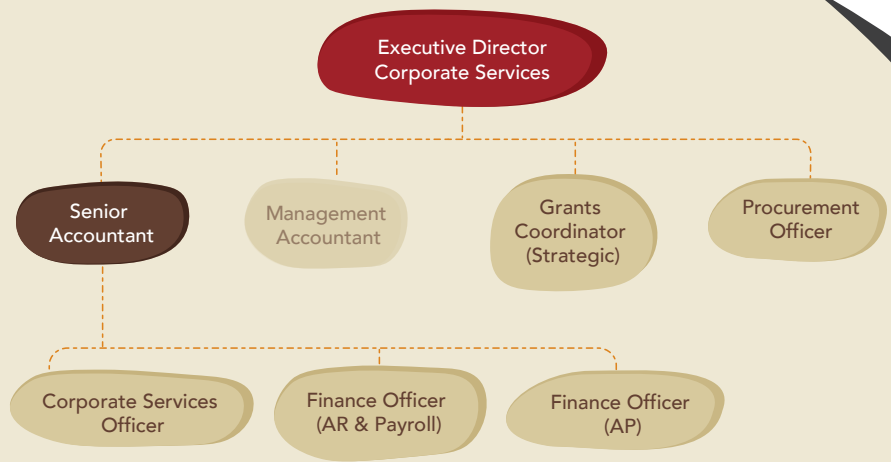 Executive Director
Corporate Services
Senior
Accountant
Management
Accountant
Grants
Coordinator
(Strategic)
Procurement
Officer
Corporate Services
Officer
Finance Officer
(AR & Payroll)
Finance Officer
(AP)